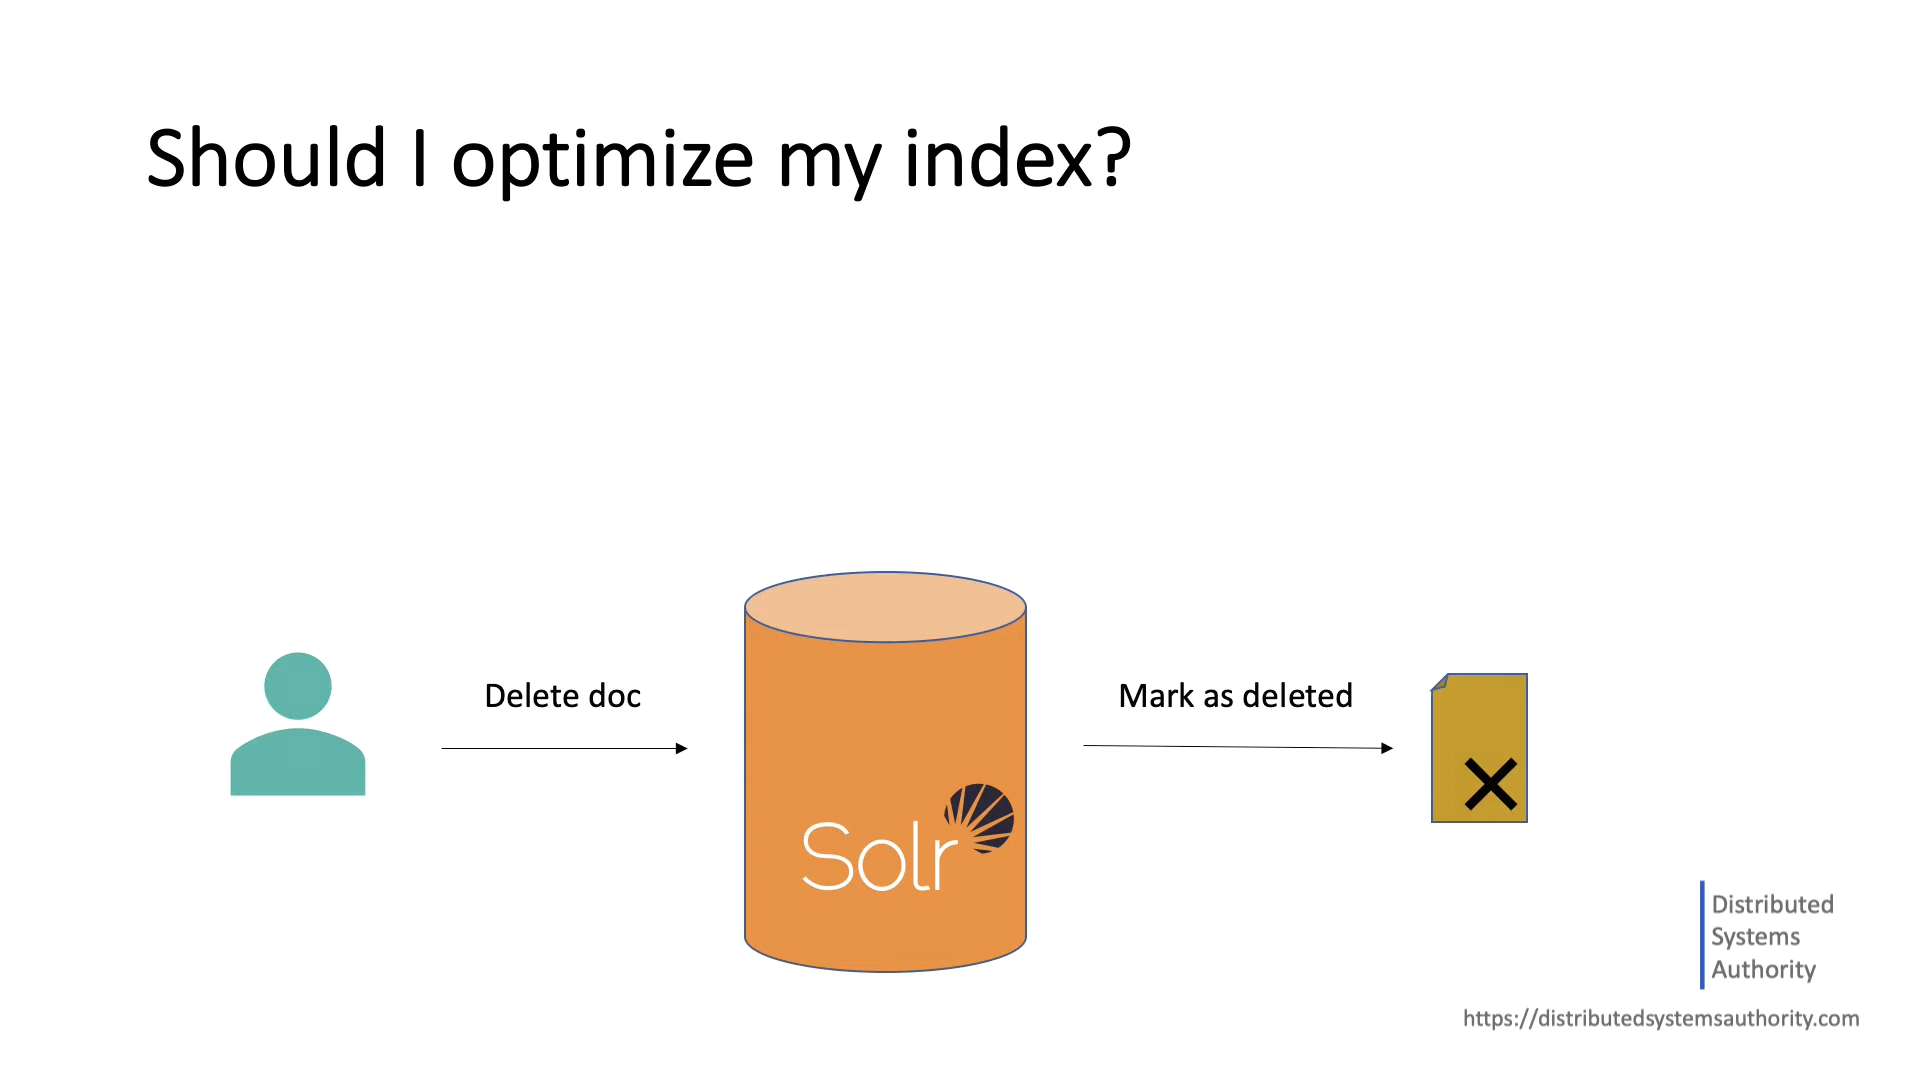 Should I optimize my index?
Delete doc
Mark as deleted
Solr
Distributed
Systems
Authority
https://distributedsystemsauthority.com